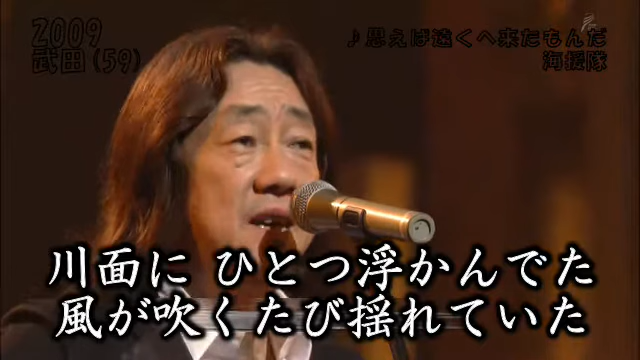 2009
武田(59)
♪思えば遠くへ来たもんだ
海援隊
川面に ひとつ浮かんでた
風が吹くたび揺れていた